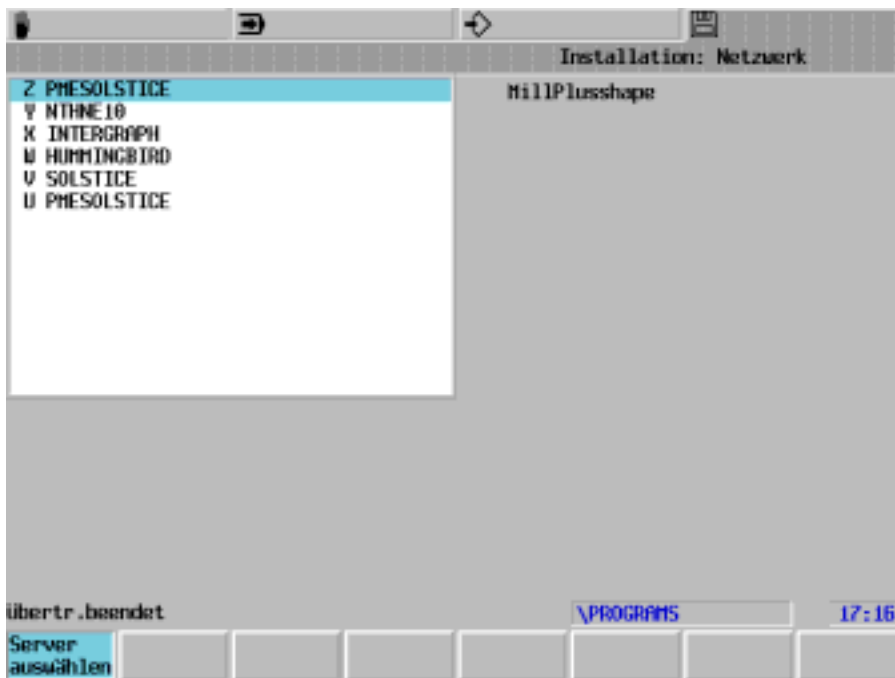 Installation: Netzwerk
Z PMESOLSTICE
Y NTHNE10
X INTERGRAPH
W HUMMINGBIRD
V SOLSTICE
U PMESOLSTICE
MillPlusshape
übertr.beendet
\PROGRAMS
17:16
Server
auswählen